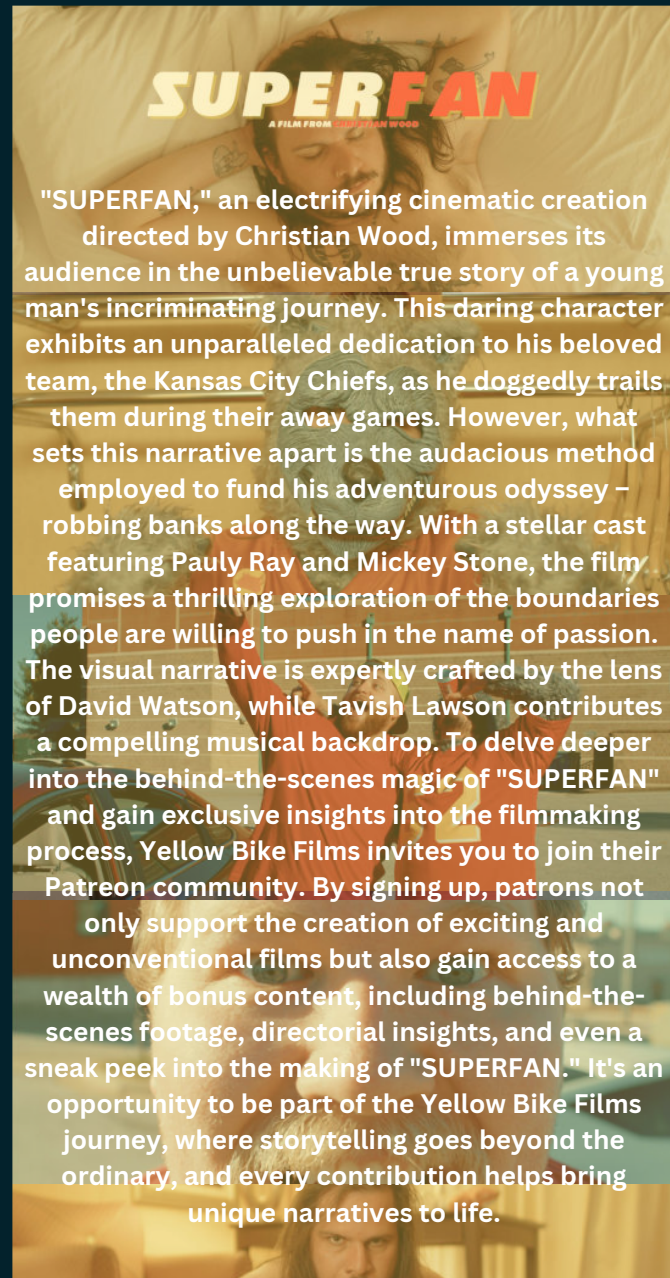 SUPERFAN
A FILM FROM CHRISTIAN WOOD
"SUPERFAN," an electrifying cinematic creation
directed by Christian Wood, immerses its
audience in the unbelievable true story of a young
man's incriminating journey. This daring character
exhibits an unparalleled dedication to his beloved
team, the Kansas City Chiefs, as he doggedly trails
them during their away games. However, what
sets this narrative apart is the audacious method
employed to fund his adventurous odyssey –
robbing banks along the way. With a stellar cast
featuring Pauly Ray and Mickey Stone, the film
promises a thrilling exploration of the boundaries
people are willing to push in the name of passion.
The visual narrative is expertly crafted by the lens
of David Watson, while Tavish Lawson contributes
a compelling musical backdrop. To delve deeper
into the behind-the-scenes magic of "SUPERFAN"
and gain exclusive insights into the filmmaking
process, Yellow Bike Films invites you to join their
Patreon community. By signing up, patrons not
only support the creation of exciting and
unconventional films but also gain access to a
wealth of bonus content, including behind-the-
scenes footage, directorial insights, and even a
sneak peek into the making of "SUPERFAN." It's an
opportunity to be part of the Yellow Bike Films
journey, where storytelling goes beyond the
ordinary, and every contribution helps bring
unique narratives to life.